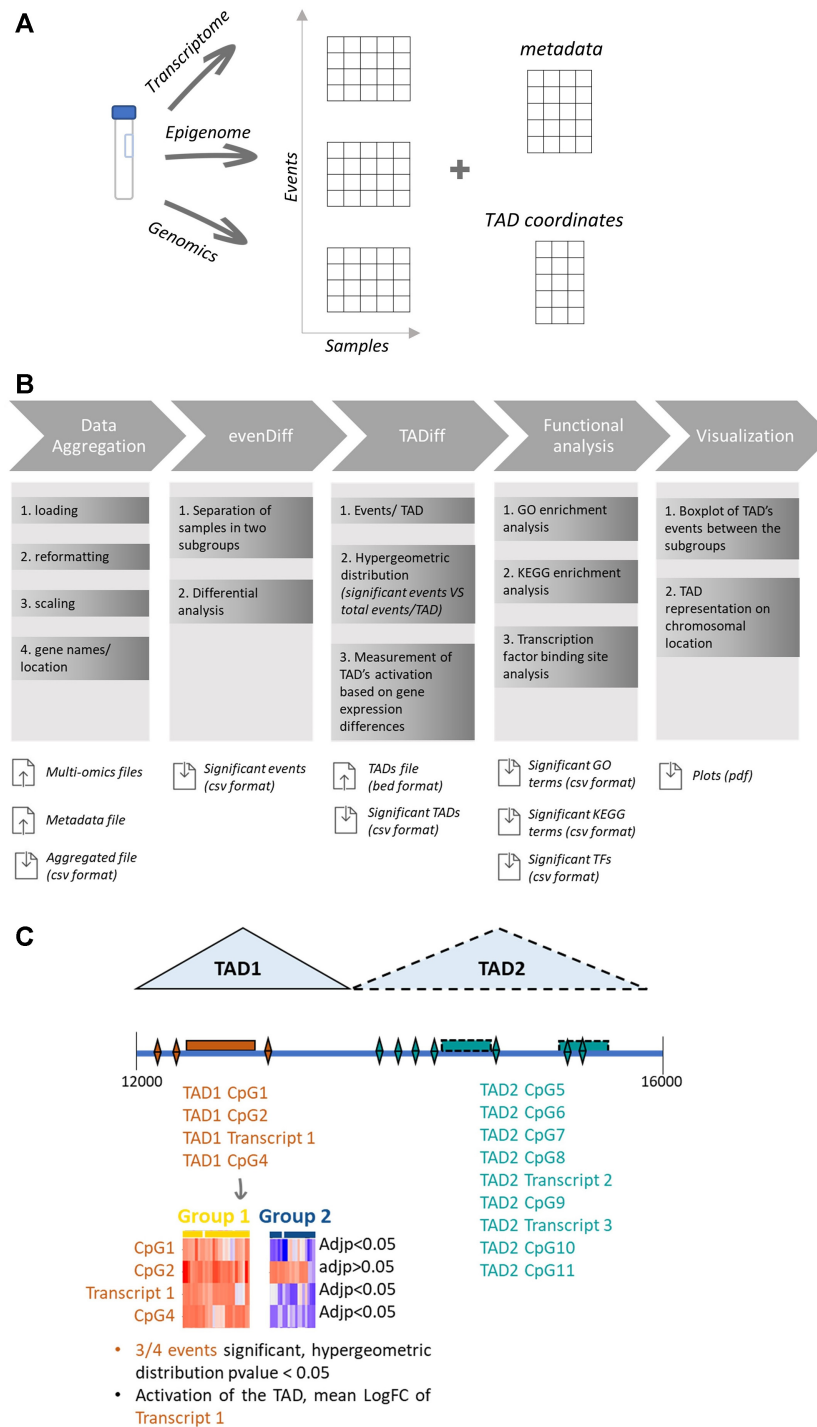 A
Transcriptome
Epigenome
Genomics
Events
Samples
metadata
TAD coordinates
B
Data
Aggregation
evenDiff
TADiff
Functional
analysis
Visualization
1. loading
2. reformatting
3. scaling
4. gene names/
location
1. Separation of
samples in two
subgroups
2. Differential
analysis
1. Events/ TAD
2. Hypergeometric
distribution
(significant events VS
total events/TAD)
3. Measurement of
TAD's activation
based on gene
expression
differences
1. GO enrichment
analysis
2. KEGG enrichment
analysis
3. Transcription
factor binding site
analysis
1. Boxplot of TAD's
events between the
subgroups
2. TAD
representation on
chromosomal
location
Multi-omics files
Metadata file
Aggregated file
(csv format)
Significant events
(csv format)
TADs file
(bed format)
Significant TADs
(csv format)
Significant GO
terms (csv format)
Significant KEGG
terms (csv format)
Significant TFs
(csv format)
Plots (pdf)
C
TAD1
TAD2
12000
16000
TAD1 CpG1
TAD1 CpG2
TAD1 Transcript 1
TAD1 CpG4
TAD2 CpG5
TAD2 CpG6
TAD2 CpG7
TAD2 CpG8
TAD2 Transcript 2
TAD2 CpG9
TAD2 Transcript 3
TAD2 CpG10
TAD2 CpG11
Group 1
Group 2
CpG1
Adjp<0.05
CpG2
adjp>0.05
Transcript 1
Adjp<0.05
CpG4
Adjp<0.05
• 3/4 events significant, hypergeometric
distribution pvalue < 0.05
• Activation of the TAD, mean LogFC of
Transcript 1